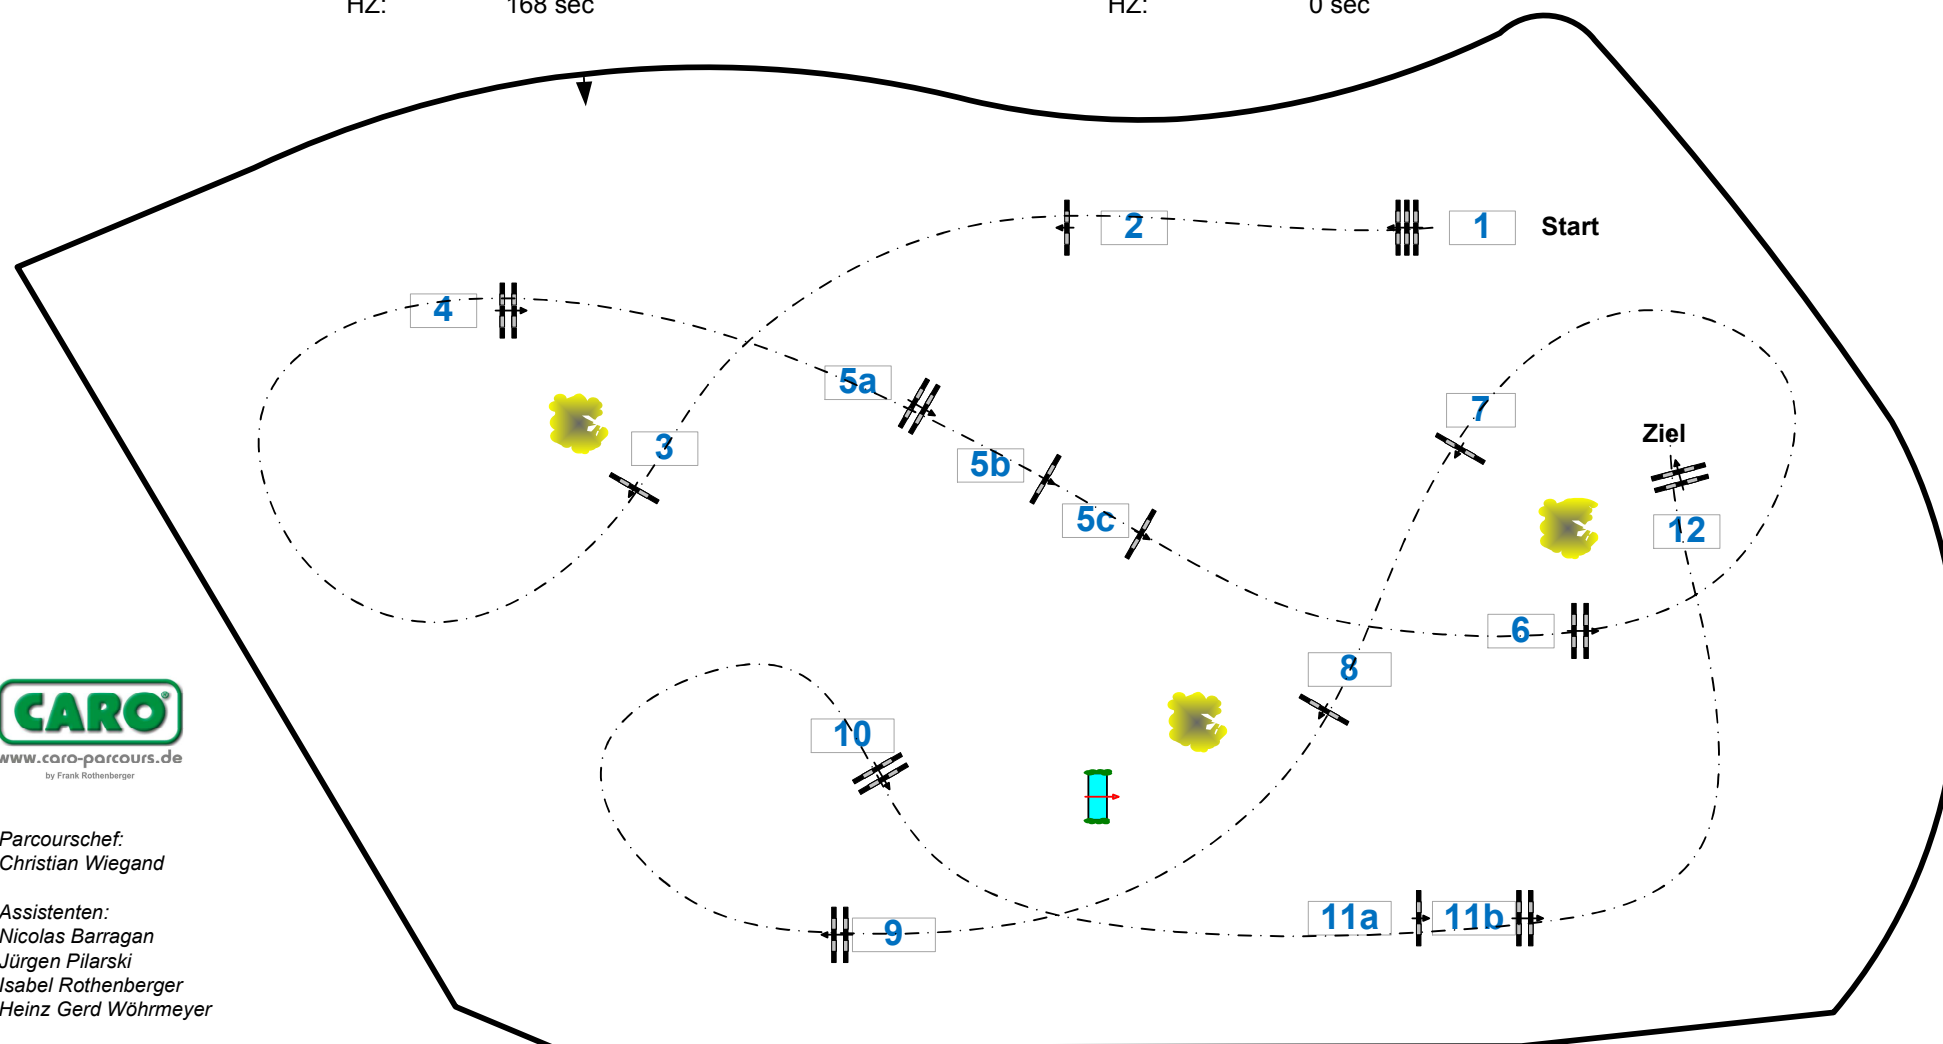 HZ: 168 sec HZ: 0 sec
2 1 Start
4
5a
7
3
Ziel
5b
5c
12
6
8
10
CARO®
www.caro-parcours.de
by Frank Rothenberger
Parcourschef:
Christian Wiegand
11a 11b
9
Assistenten:
Nicolas Barragan
Jürgen Pilarski
Isabel Rothenberger
Heinz Gerd Wöhrmeyer